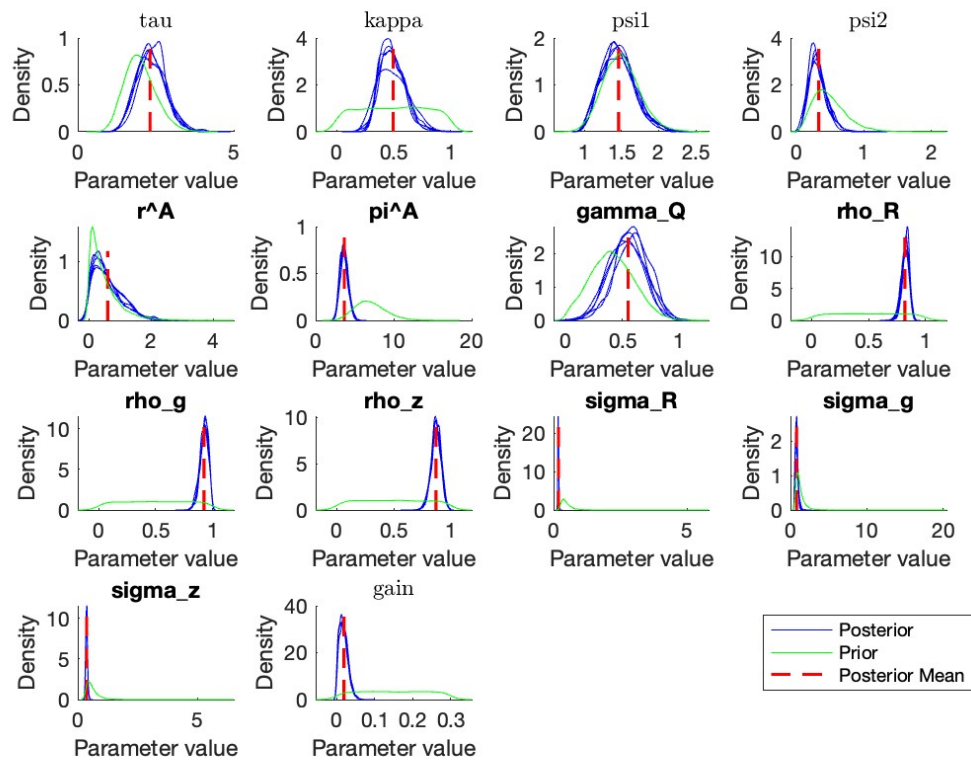 tau kappa psi1 psi2
1 4 2 4
Density 0.5 Density 2 Density 1 Density 2
0 0 0 0
0 5 0 0.5 1 1 1.5 2 2.5 0 1 2
Parameter value Parameter value Parameter value Parameter value
r^A pi^A gamma_Q rho_R
1 1 2 10
Density Density 0.5 Density 1 Density 5
0 0 0 0
0 2 4 0 10 20 0 0.5 1 0 0.5 1
Parameter value Parameter value Parameter value Parameter value
rho_g rho_z sigma_R sigma_g
10 10 20 2
Density 5 Density 5 Density 10 Density 1
0 0 0 0
0 0.5 1 0 0.5 1 0 5 0 10 20
Parameter value Parameter value Parameter value Parameter value
sigma_z gain
10 40
Density 5 Density 20
0 0
0 5 0 0.1 0.2 0.3
Parameter value Parameter value
Posterior
Prior
Posterior Mean